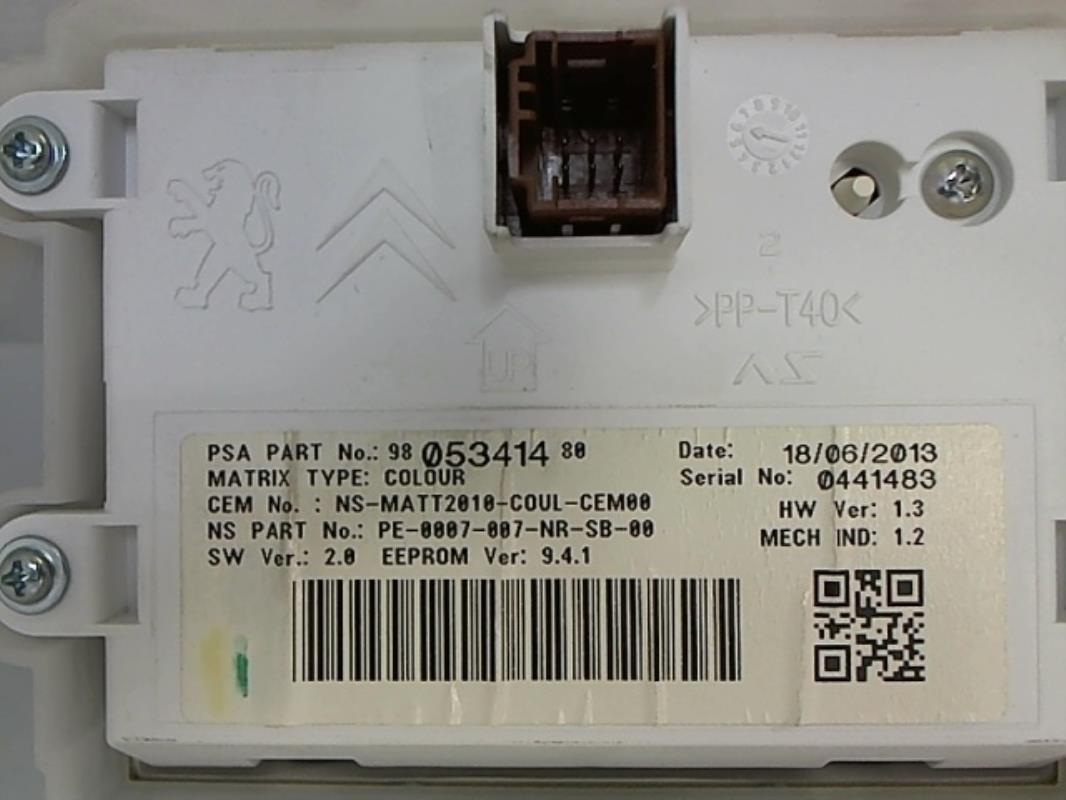 2
>PP-T40<
UP
PSA PART No.: 98 053414 80
MATRIX TYPE: COLOUR
CEM No. : NS-MATT2010-COUL-CEM00
NS PART No.: PE-0007-007-NR-SB-00
SW Ver.: 2.0 EEPROM Ver: 9.4.1
Date: 18/06/2013
Serial No: 0441483
HW Ver: 1.3
MECH IND: 1.2